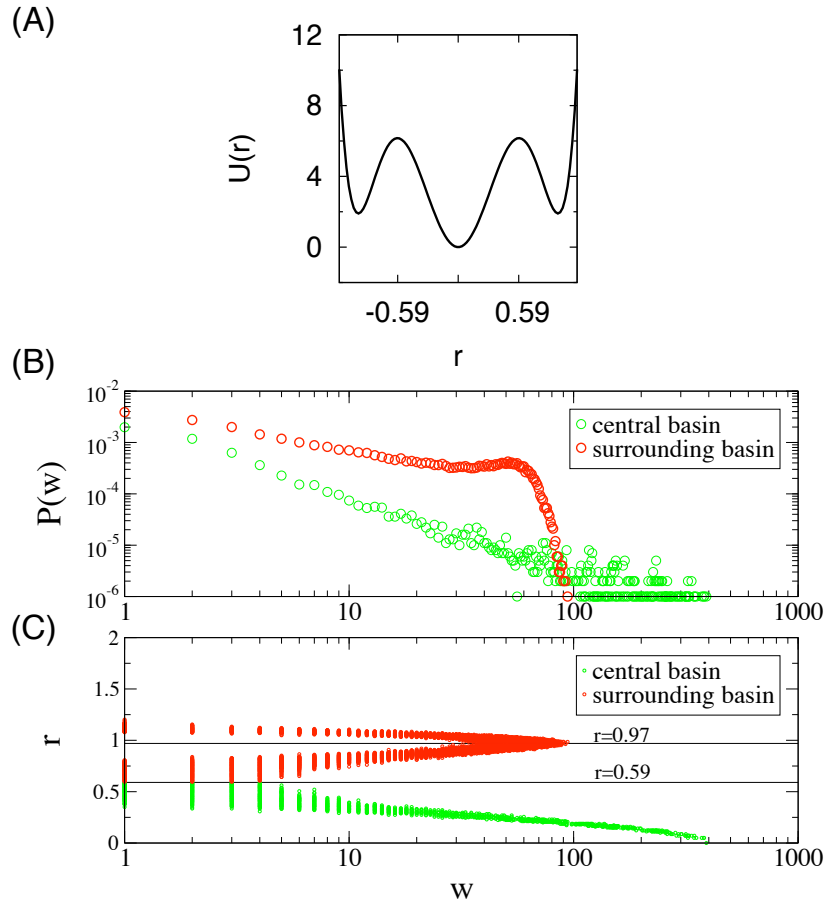 (A)
12
8
4
0
U(r)
-0.59 0.59
r
(B)
10^-2
10^-3
10^-4
10^-5
10^-6
P(w)
central basin
surrounding basin
1 10 100 1000
(C)
2
1.5
1
0.5
0
r
central basin
surrounding basin
r=0.97
r=0.59
1 10 100 1000
w